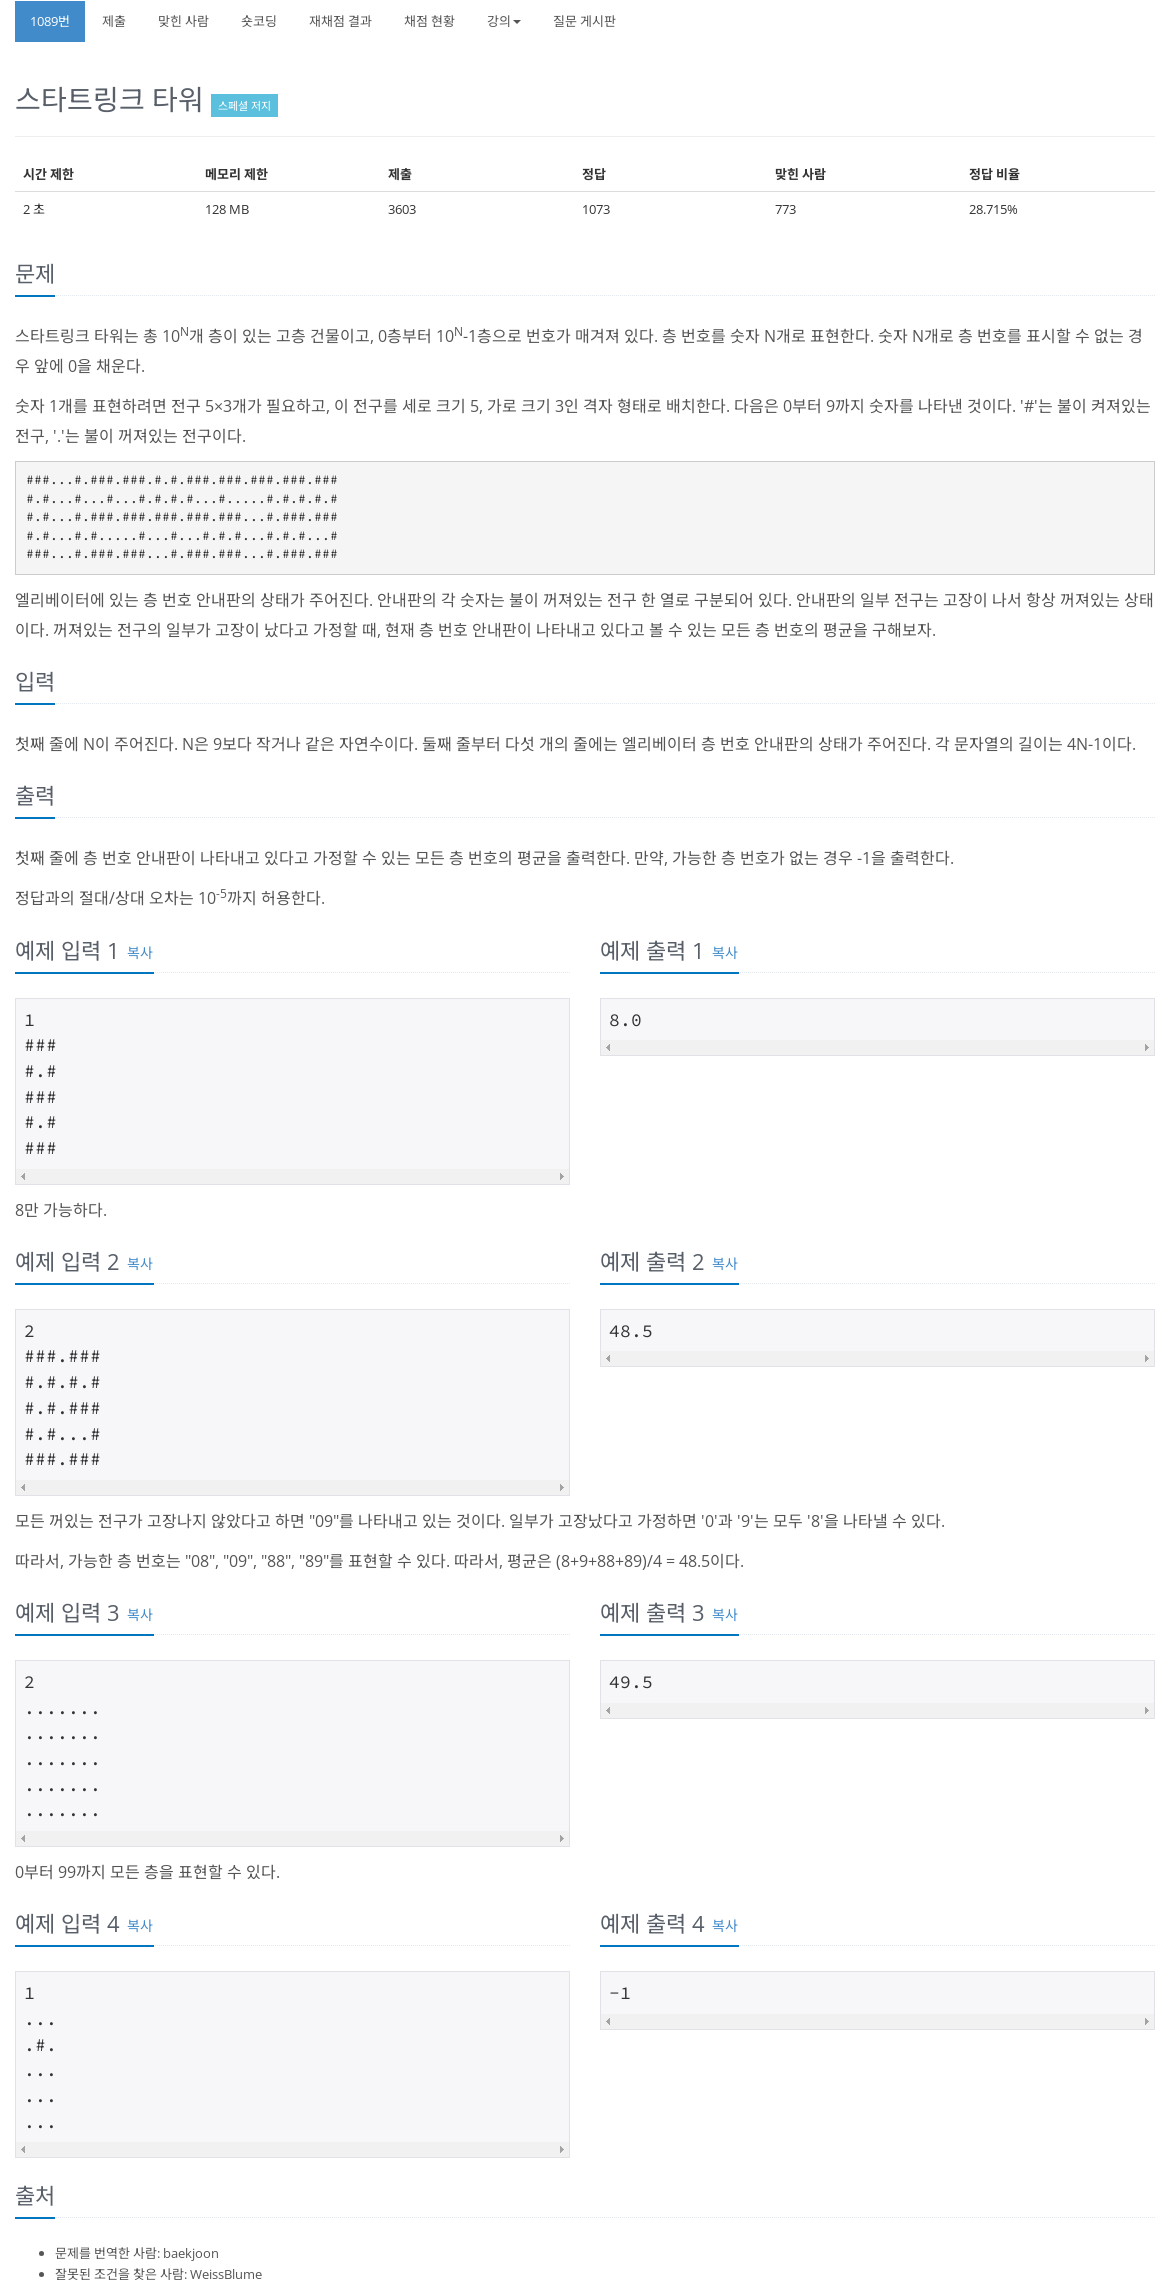 1089번 제출 맞힌 사람 숏코딩 재채점 결과 채점 현황 강의 질문 게시판
스타트링크 타워 스페셜 저지
시간 제한 메모리 제한 제출 정답 맞힌 사람 정답 비율
2 초 128 MB 3603 1073 773 28.715%
문제
스타트링크 타워는 총 10^N개 층이 있는 고층 건물이고, 0층부터 10^N-1층으로 번호가 매겨져 있다. 층 번호를 숫자 N개로 표현한다. 숫자 N개로 층 번호를 표시할 수 없는 경
우 앞에 0을 채운다.
숫자 1개를 표현하려면 전구 5×3개가 필요하고, 이 전구를 세로 크기 5, 가로 크기 3인 격자 형태로 배치한다. 다음은 0부터 9까지 숫자를 나타낸 것이다. '#'는 불이 켜져있는
전구, '.'는 불이 꺼져있는 전구이다.
###...#.###.###.#.#.###.###.###.###.###
#.#...#...#...#.#.#.#...#.....#.#.#.#.#
#.#...#.###.###.###.###.###...#.###.###
#.#...#.#.....#...#...#.#.#...#.#.#...#
###...#.###.###...#.###.###...#.###.###
엘리베이터에 있는 층 번호 안내판의 상태가 주어진다. 안내판의 각 숫자는 불이 꺼져있는 전구 한 열로 구분되어 있다. 안내판의 일부 전구는 고장이 나서 항상 꺼져있는 상태
이다. 꺼져있는 전구의 일부가 고장이 났다고 가정할 때, 현재 층 번호 안내판이 나타내고 있다고 볼 수 있는 모든 층 번호의 평균을 구해보자.
입력
첫째 줄에 N이 주어진다. N은 9보다 작거나 같은 자연수이다. 둘째 줄부터 다섯 개의 줄에는 엘리베이터 층 번호 안내판의 상태가 주어진다. 각 문자열의 길이는 4N-1이다.
출력
첫째 줄에 층 번호 안내판이 나타내고 있다고 가정할 수 있는 모든 층 번호의 평균을 출력한다. 만약, 가능한 층 번호가 없는 경우 -1을 출력한다.
정답과의 절대/상대 오차는 10^-5까지 허용한다.
예제 입력 1 복사
1
###
#.#
###
#.#
###
예제 출력 1 복사
8.0
8만 가능하다.
예제 입력 2 복사
2
###.###
#.#.#.#
#.#.###
#.#...#
###.###
예제 출력 2 복사
48.5
모든 꺼있는 전구가 고장나지 않았다고 하면 "09"를 나타내고 있는 것이다. 일부가 고장났다고 가정하면 '0'과 '9'는 모두 '8'을 나타낼 수 있다.
따라서, 가능한 층 번호는 "08", "09", "88", "89"를 표현할 수 있다. 따라서, 평균은 (8+9+88+89)/4 = 48.5이다.
예제 입력 3 복사
2
.......
.......
.......
.......
.......
예제 출력 3 복사
49.5
0부터 99까지 모든 층을 표현할 수 있다.
예제 입력 4 복사
1
...
.#.
...
...
...
예제 출력 4 복사
-1
출처
문제를 번역한 사람: baekjoon
잘못된 조건을 찾은 사람: WeissBlume